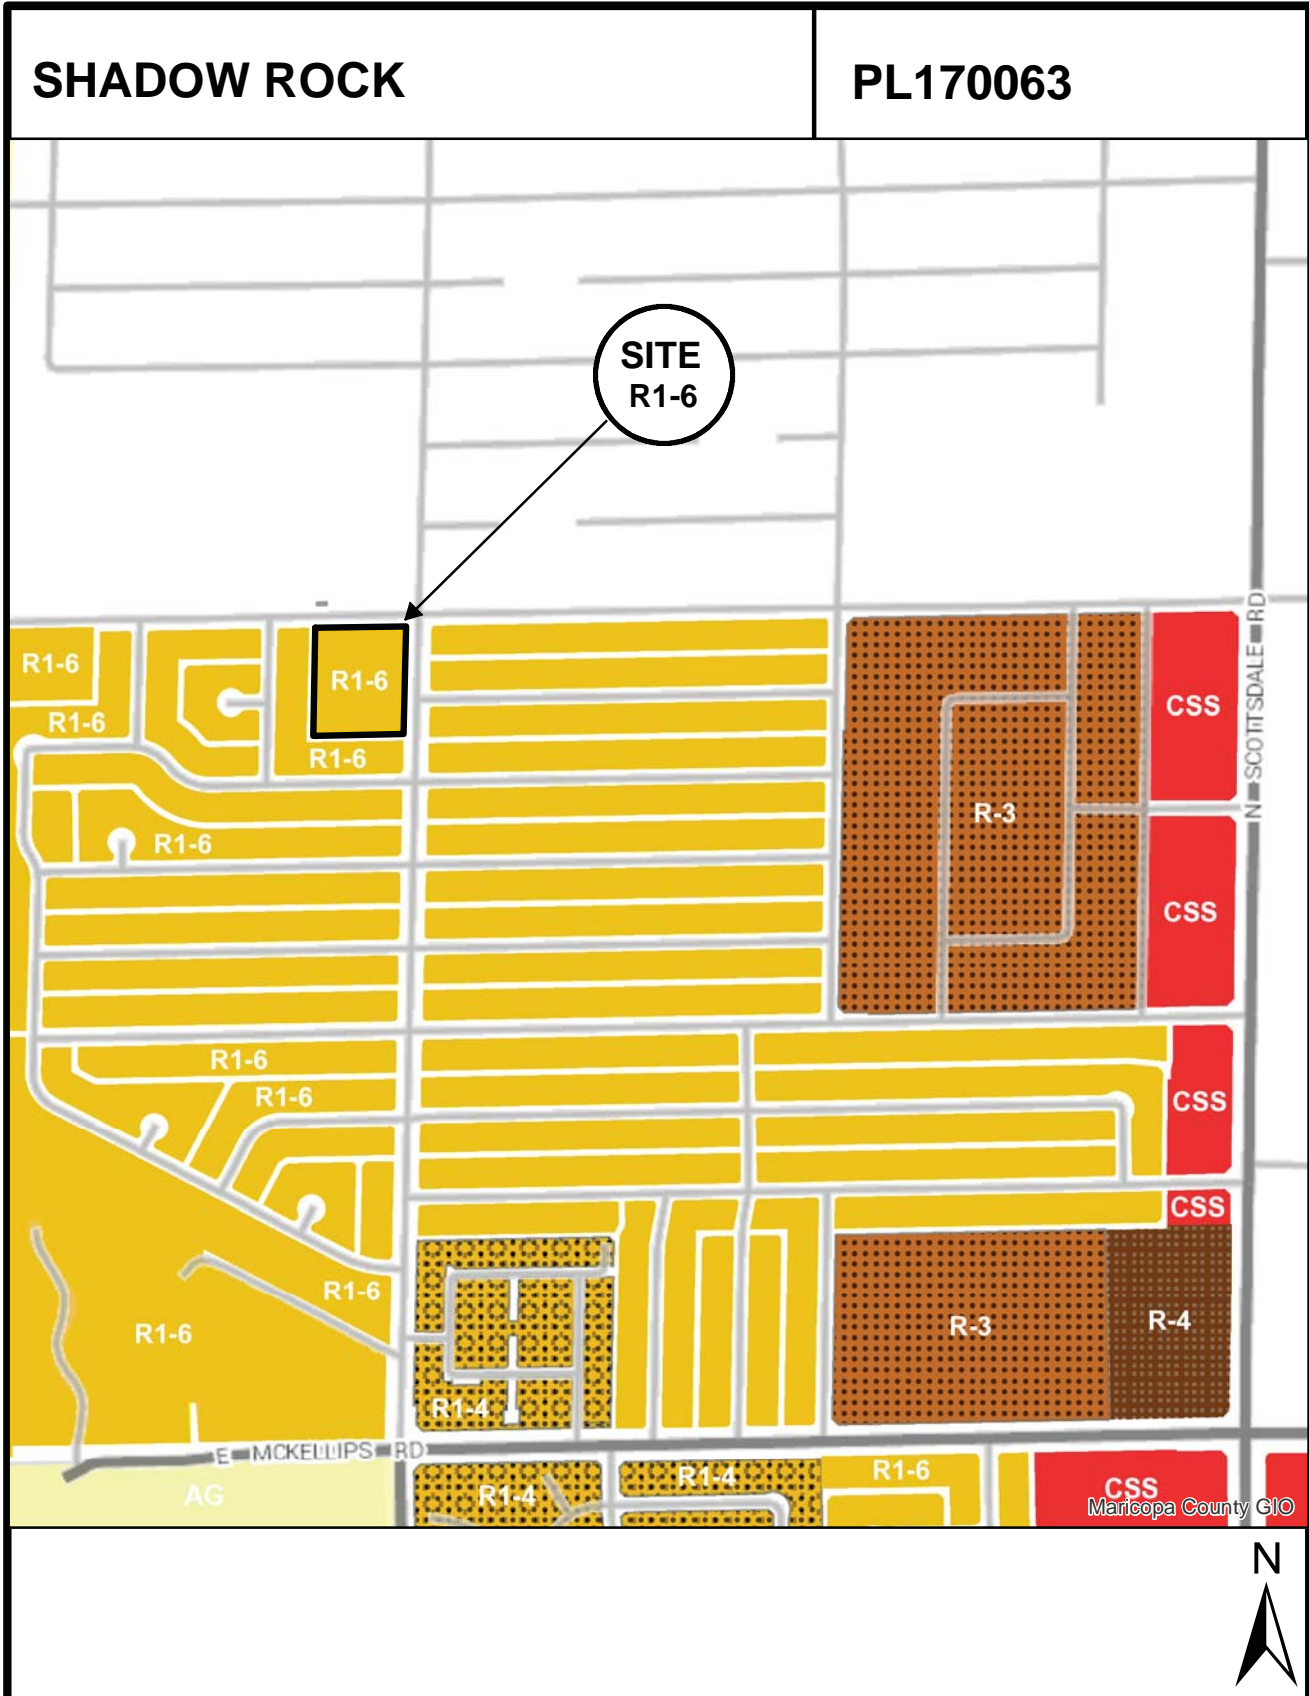 SHADOW ROCK
PL170063
SITE
R1-6
R1-6
R1-6
R1-6
R1-6
CSS
N SCOTTSDALE RD
R1-6
R-3
CSS
R1-6
R1-6
CSS
CSS
R1-6
R1-6
R-3
R-4
R1-4
E MCKELLIPS RD
AG
R1-4
R1-4
R1-6
CSS
Maricopa County GIO
N